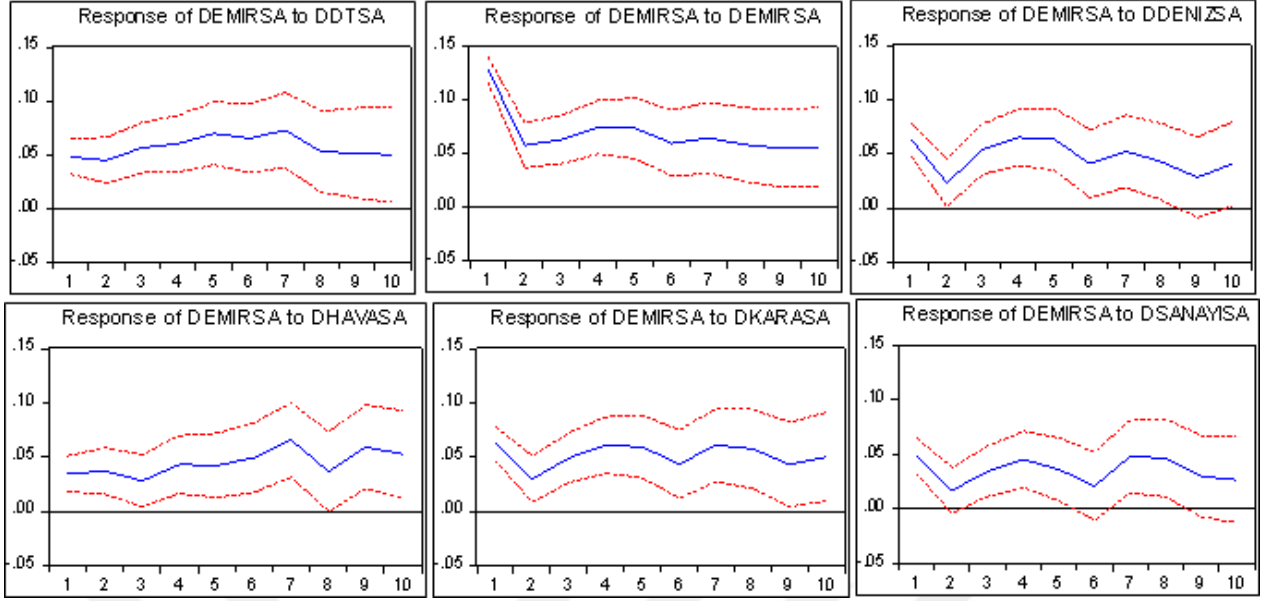 Response of DEMIRSA to DDTSA
.15
.10
.05
.00
-.05
1 2 3 4 5 6 7 8 9 10
Response of DEMIRSA to DEMIRSA
.15
.10
.05
.00
-.05
1 2 3 4 5 6 7 8 9 10
Response of DEMIRSA to DDENIZSA
.15
.10
.05
.00
-.05
1 2 3 4 5 6 7 8 9 10
Response of DEMIRSA to DHAVASA
.15
.10
.05
.00
-.05
1 2 3 4 5 6 7 8 9 10
Response of DEMIRSA to DKARASA
.15
.10
.05
.00
-.05
1 2 3 4 5 6 7 8 9 10
Response of DEMIRSA to DSANAYISA
.15
.10
.05
.00
-.05
1 2 3 4 5 6 7 8 9 10